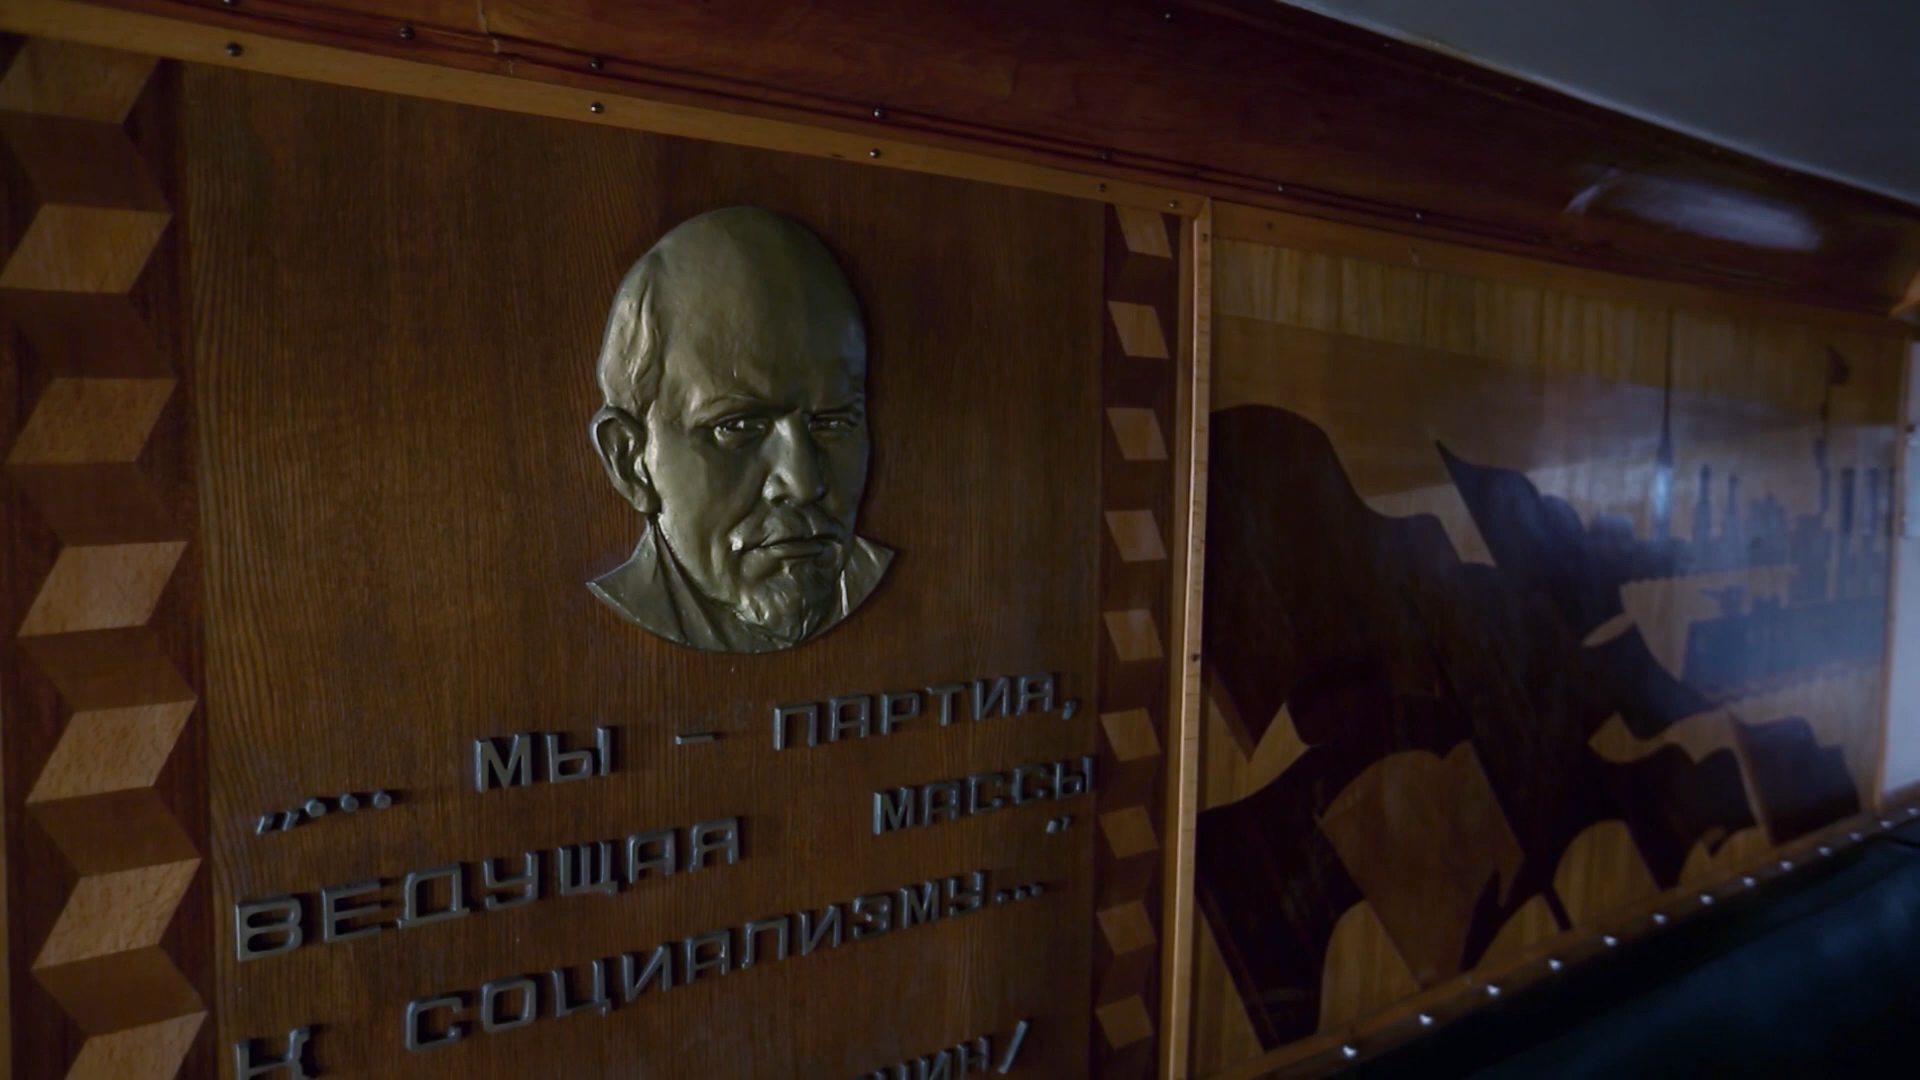 „... МЫ – ПАРТИЯ,
ВЕДУЩАЯ МАССЫ
К СОЦИАЛИЗМУ..."